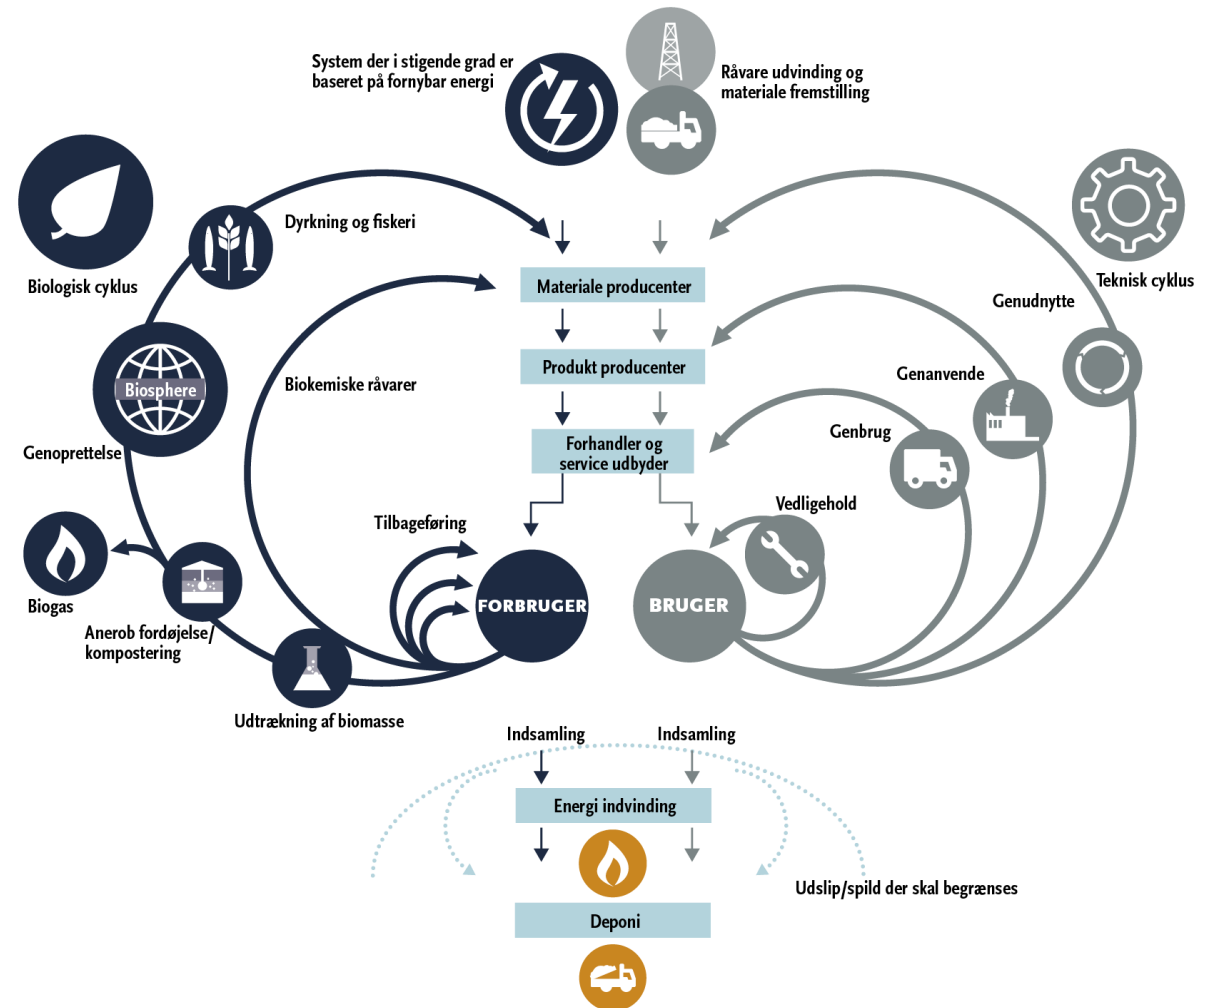 System der i stigende grad er
baseret på fornybar energi
Råvare udvinding og
materiale fremstilling
Biologisk cyklus
Dyrkning og fiskeri
Teknisk cyklus
Materiale producenter
Genudnytte
Produkt producenter
Biosphere
Biokemiske råvarer
Genanvende
Genoprettelse
Forhandler og
service udbyder
Genbrug
Tilbageføring
Vedligehold
Biogas
FORBRUGER
BRUGER
Anerob fordøjelse/
kompostering
Udtrækning af biomasse
Indsamling
Indsamling
Energi indvinding
Udslip/spild der skal begrænses
Deponi